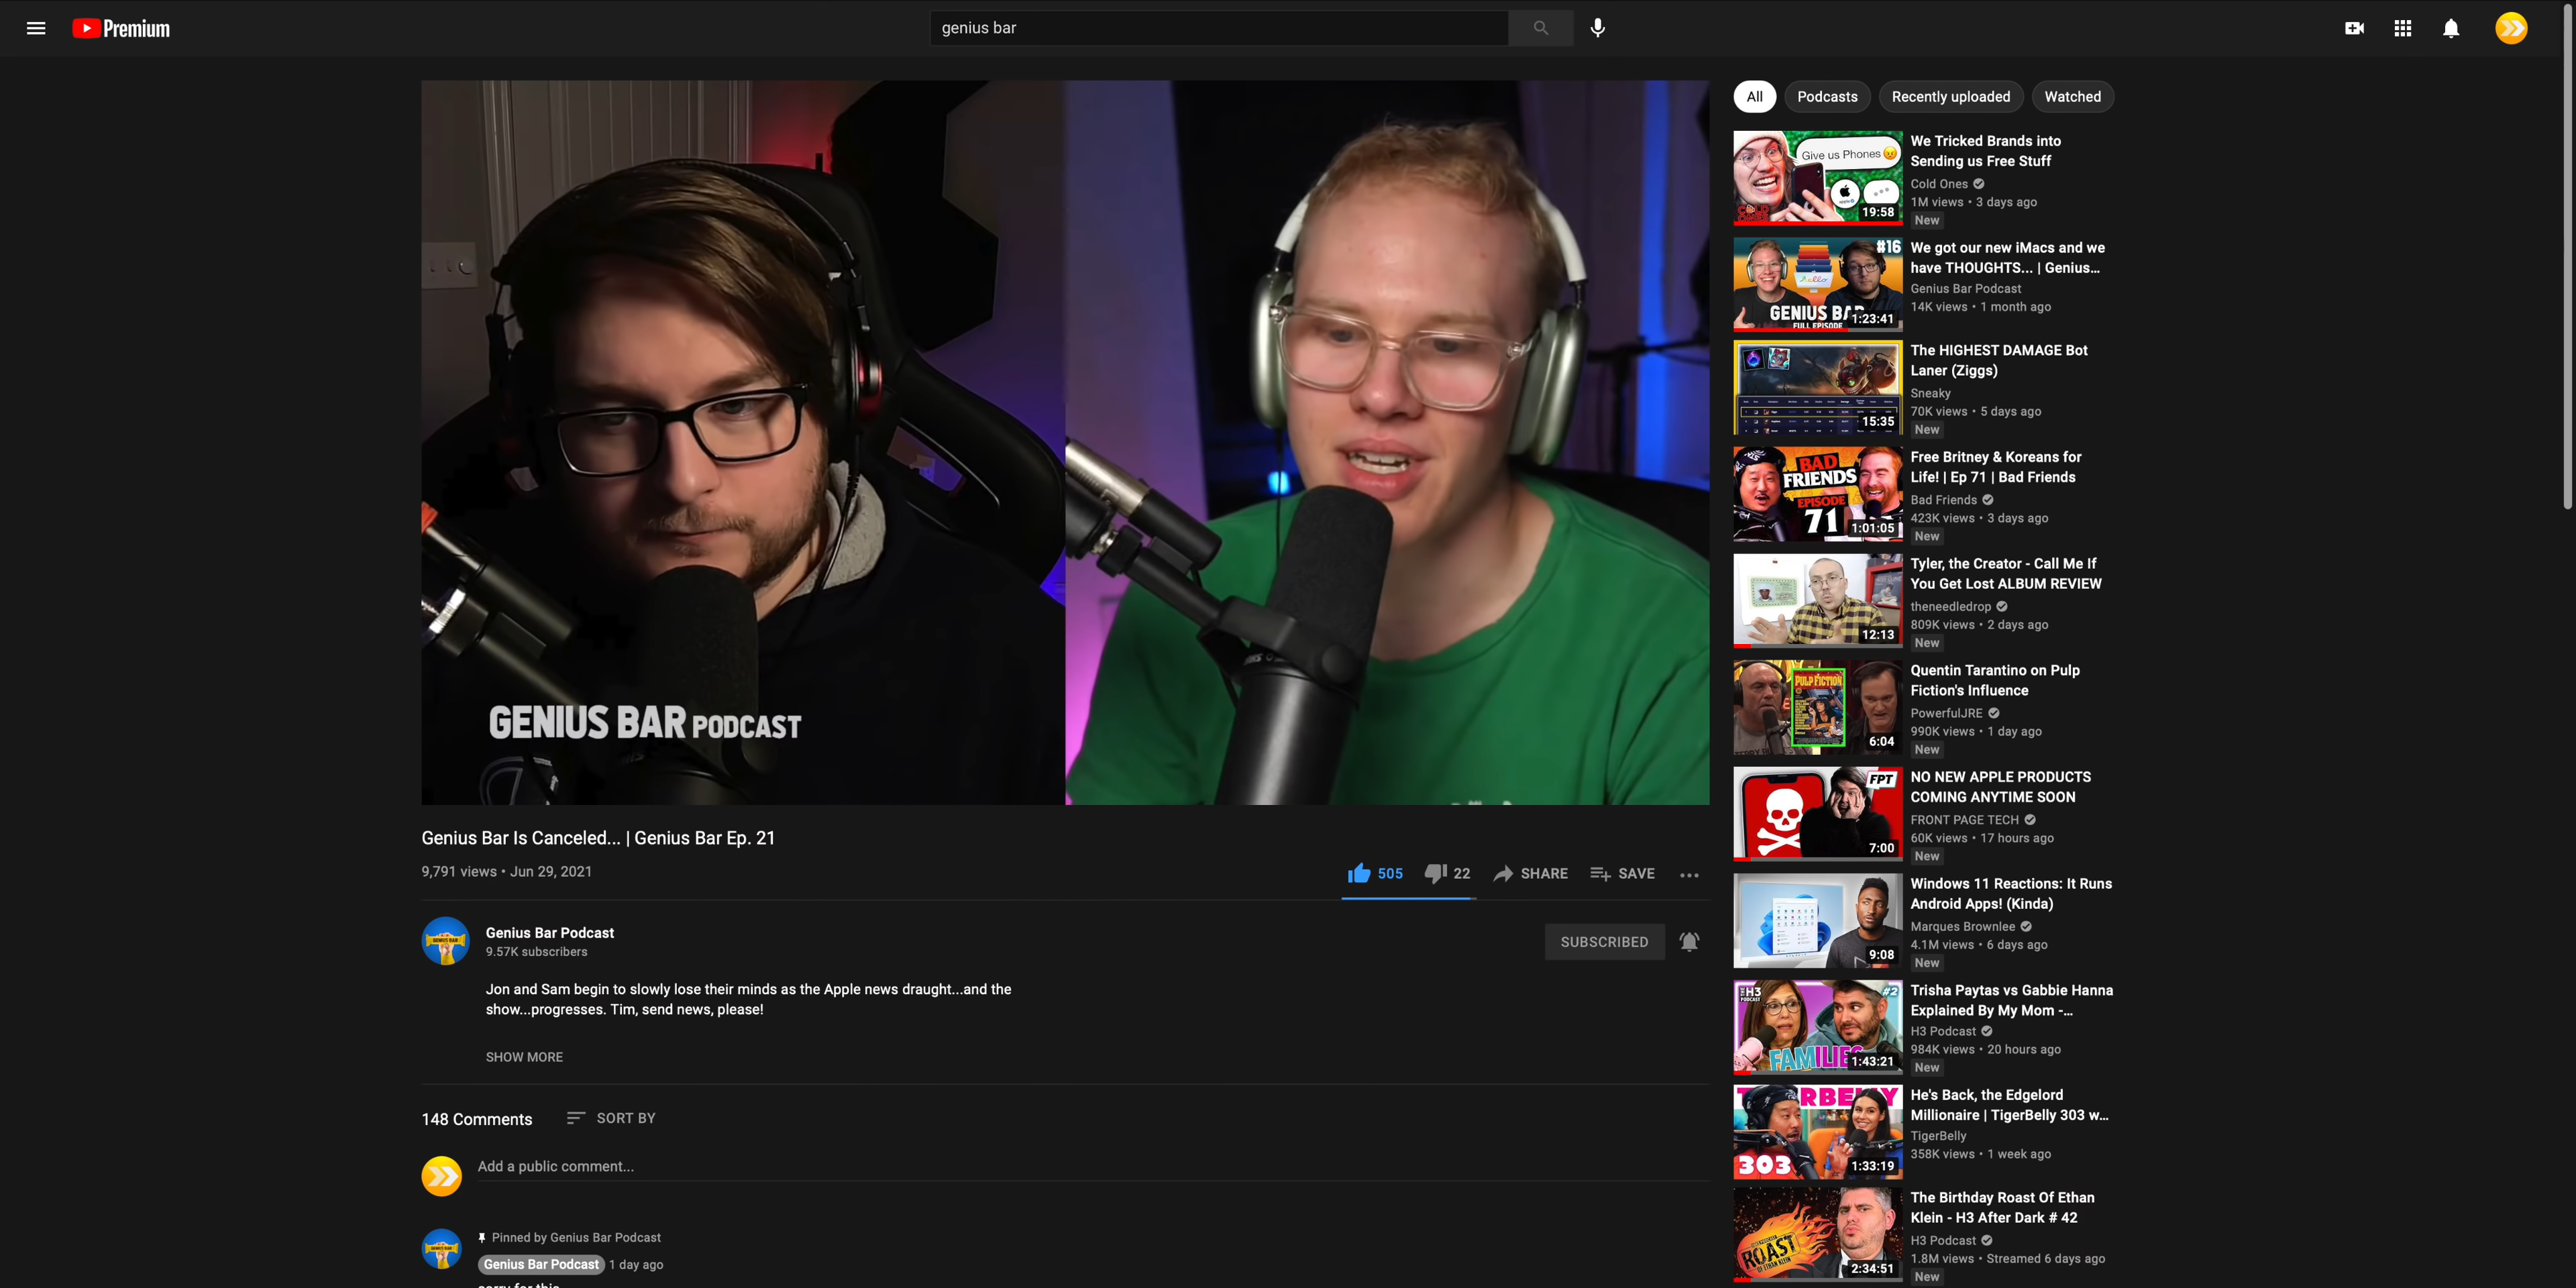 Premium
genius bar
GENIUS BAR PODCAST
Genius Bar Is Canceled... | Genius Bar Ep. 21
9,791 views • Jun 29, 2021
505
22
SHARE
SAVE
Genius Bar Podcast
9.57K subscribers
SUBSCRIBED
Jon and Sam begin to slowly lose their minds as the Apple news draught...and the
show...progresses. Tim, send news, please!
SHOW MORE
148 Comments
SORT BY
Add a public comment...
Pinned by Genius Bar Podcast
Genius Bar Podcast 1 day ago
All
Podcasts
Recently uploaded
Watched
Give us Phones
19:58
We Tricked Brands into
Sending us Free Stuff
Cold Ones
1M views • 3 days ago
New
#16
hello
GENIUS BAR
FULL EPISODE
1:23:41
We got our new iMacs and we
have THOUGHTS... | Genius...
Genius Bar Podcast
14K views • 1 month ago
15:35
The HIGHEST DAMAGE Bot
Laner (Ziggs)
Sneaky
70K views • 5 days ago
New
BAD
FRIENDS
EPISODE
71
1:01:05
Free Britney & Koreans for
Life! | Ep 71 | Bad Friends
Bad Friends
423K views • 3 days ago
New
12:13
Tyler, the Creator - Call Me If
You Get Lost ALBUM REVIEW
theneedledrop
809K views • 2 days ago
New
PULP FICTION
6:04
Quentin Tarantino on Pulp
Fiction's Influence
PowerfulJRE
990K views • 1 day ago
New
FPT
7:00
NO NEW APPLE PRODUCTS
COMING ANYTIME SOON
FRONT PAGE TECH
60K views • 17 hours ago
New
9:08
Windows 11 Reactions: It Runs
Android Apps! (Kinda)
Marques Brownlee
4.1M views • 6 days ago
New
H3
PODCAST
#2
FAMILIES
1:43:21
Trisha Paytas vs Gabbie Hanna
Explained By My Mom -...
H3 Podcast
984K views • 20 hours ago
New
303
1:33:19
He's Back, the Edgelord
Millionaire | TigerBelly 303 w...
TigerBelly
358K views • 1 week ago
ROAST
OF ETHAN KLEIN
2:34:51
The Birthday Roast Of Ethan
Klein - H3 After Dark # 42
H3 Podcast
1.8M views • Streamed 6 days ago
New